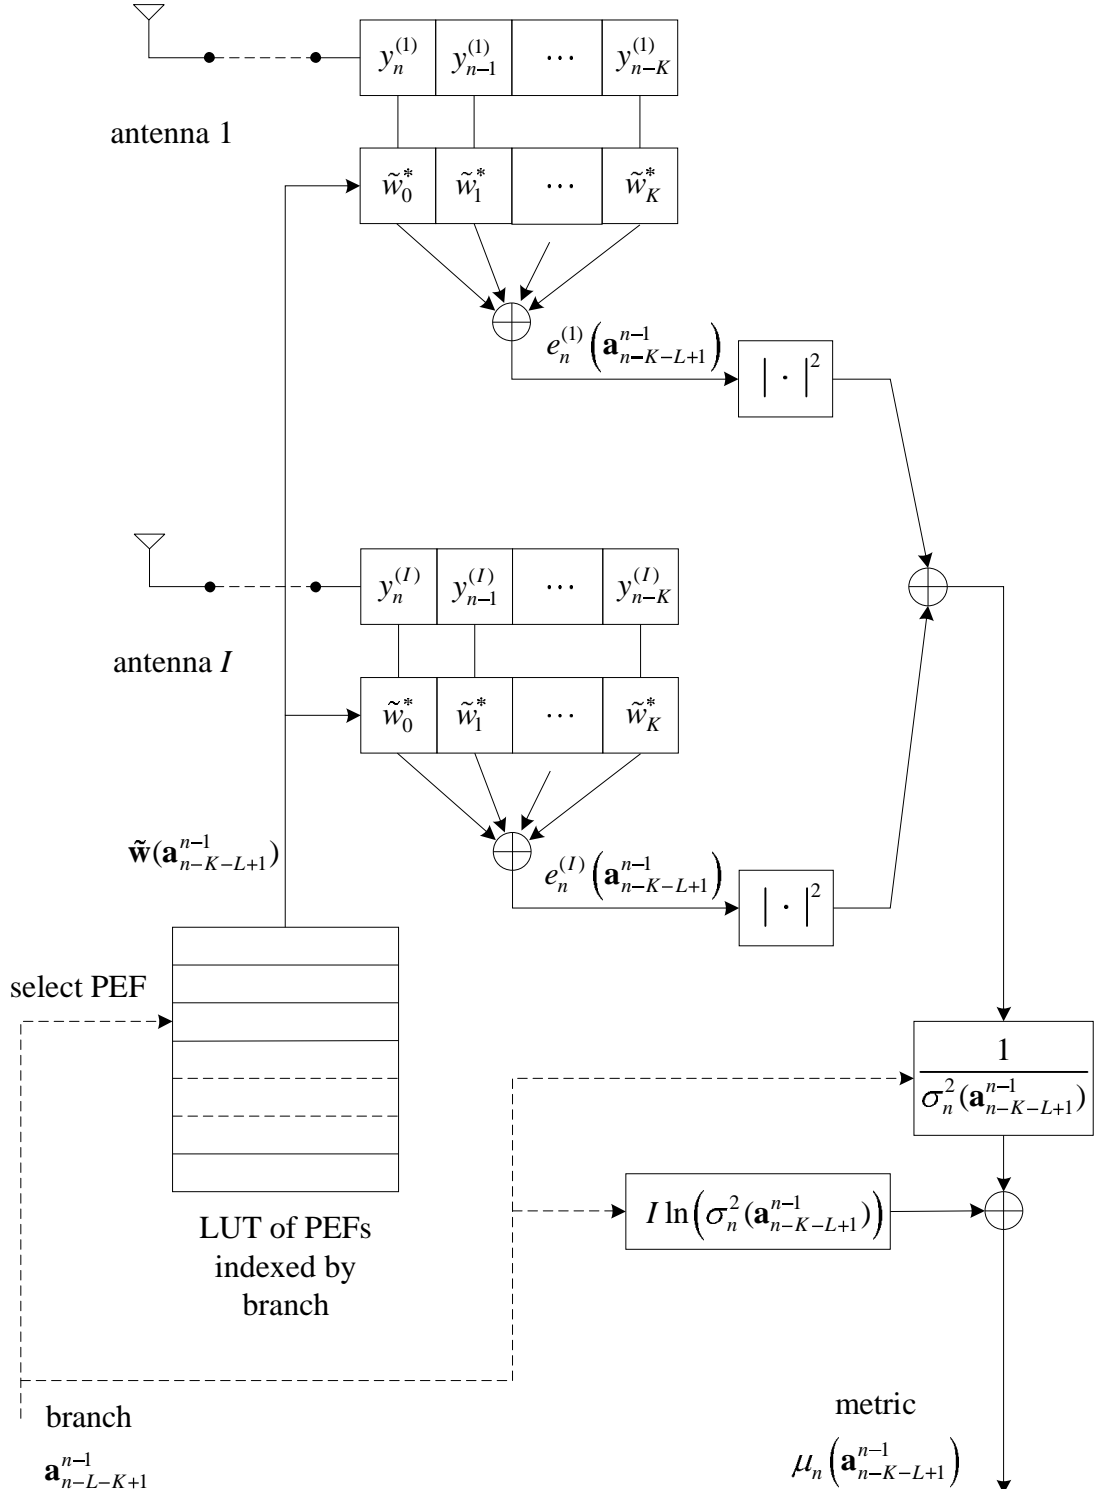 y_n^{(1)} y_{n-1}^{(1)} ⋯ y_{n-K}^{(1)}
antenna 1
w̃_0^* w̃_1^* ⋯ w̃_K^*
e_n^{(1)}(𝐚_{n-K-L+1}^{n-1})
|·|^2
y_n^{(I)} y_{n-1}^{(I)} ⋯ y_{n-K}^{(I)}
antenna I
w̃_0^* w̃_1^* ⋯ w̃_K^*
𝐰̃(𝐚_{n-K-L+1}^{n-1})
e_n^{(I)}(𝐚_{n-K-L+1}^{n-1})
|·|^2
select PEF
1
σ_n^2(𝐚_{n-K-L+1}^{n-1})
I ln(σ_n^2(𝐚_{n-K-L+1}^{n-1}))
LUT of PEFs
indexed by
branch
branch
𝐚_{n-L-K+1}^{n-1}
metric
μ_n(𝐚_{n-K-L+1}^{n-1})